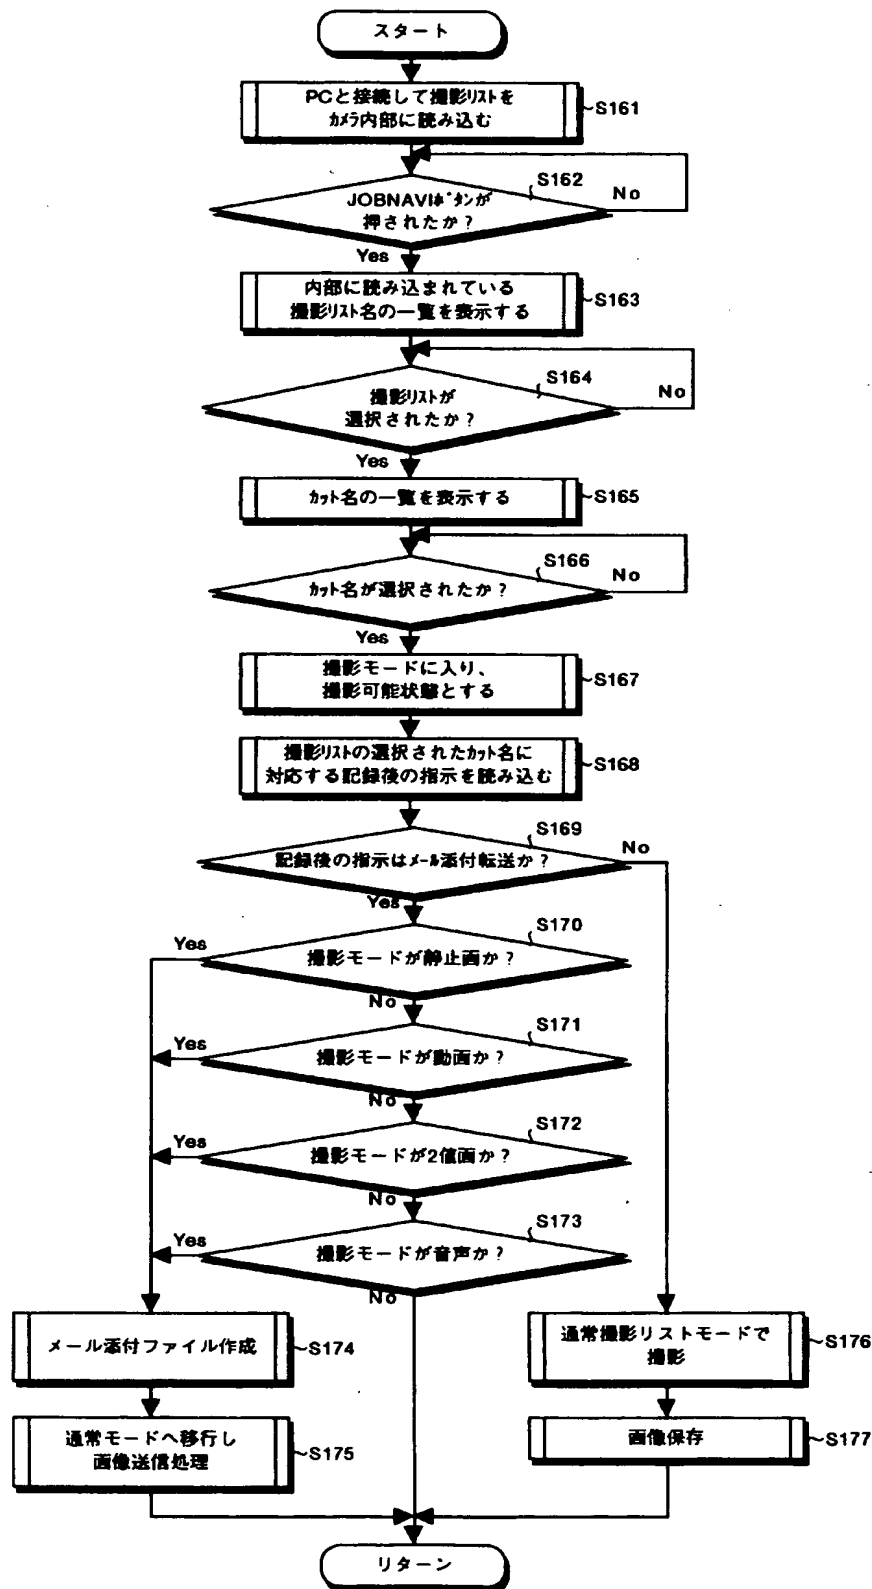 スタート
PCと接続して撮影リストを
カメラ内部に読み込む
S161
S162
No
JOBNAVIボタンが
押されたか?
Yes
内部に読み込まれている
撮影リスト名の一覧を表示する
S163
S164
No
撮影リストが
選択されたか?
Yes
カット名の一覧を表示する
S165
S166
No
カット名が選択されたか?
Yes
撮影モードに入り、
撮影可能状態とする
S167
撮影リストの選択されたカット名に
対応する記録後の指示を読み込む
S168
S169
No
記録後の指示はメール添付転送か?
Yes
S170
Yes
撮影モードが静止画か?
No
S171
Yes
撮影モードが動画か?
No
S172
Yes
撮影モードが2値画か?
No
S173
Yes
撮影モードが音声か?
No
メール添付ファイル作成
S174
通常撮影リストモードで
撮影
S176
通常モードへ移行し
画像送信処理
S175
画像保存
S177
リターン